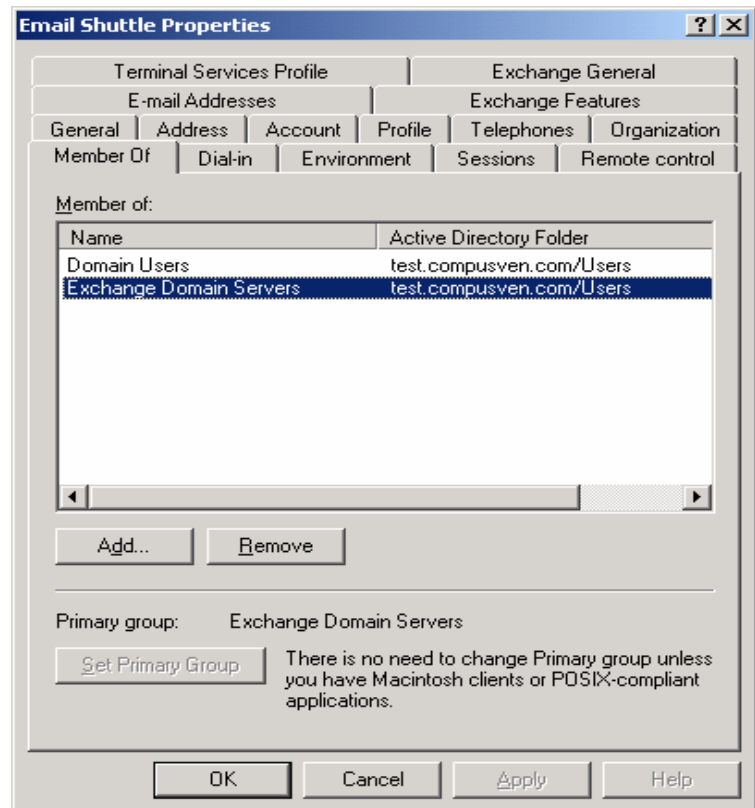 Email Shuttle Properties
?
Terminal Services Profile Exchange General
E-mail Addresses Exchange Features
General Address Account Profile Telephones Organization
Member Of Dial-in Environment Sessions Remote control
Member of:
Name Active Directory Folder
Domain Users test.compusven.com/Users
Exchange Domain Servers test.compusven.com/Users
Add... Remove
Primary group: Exchange Domain Servers
Set Primary Group There is no need to change Primary group unless
you have Macintosh clients or POSIX-compliant
applications.
OK Cancel Apply Help